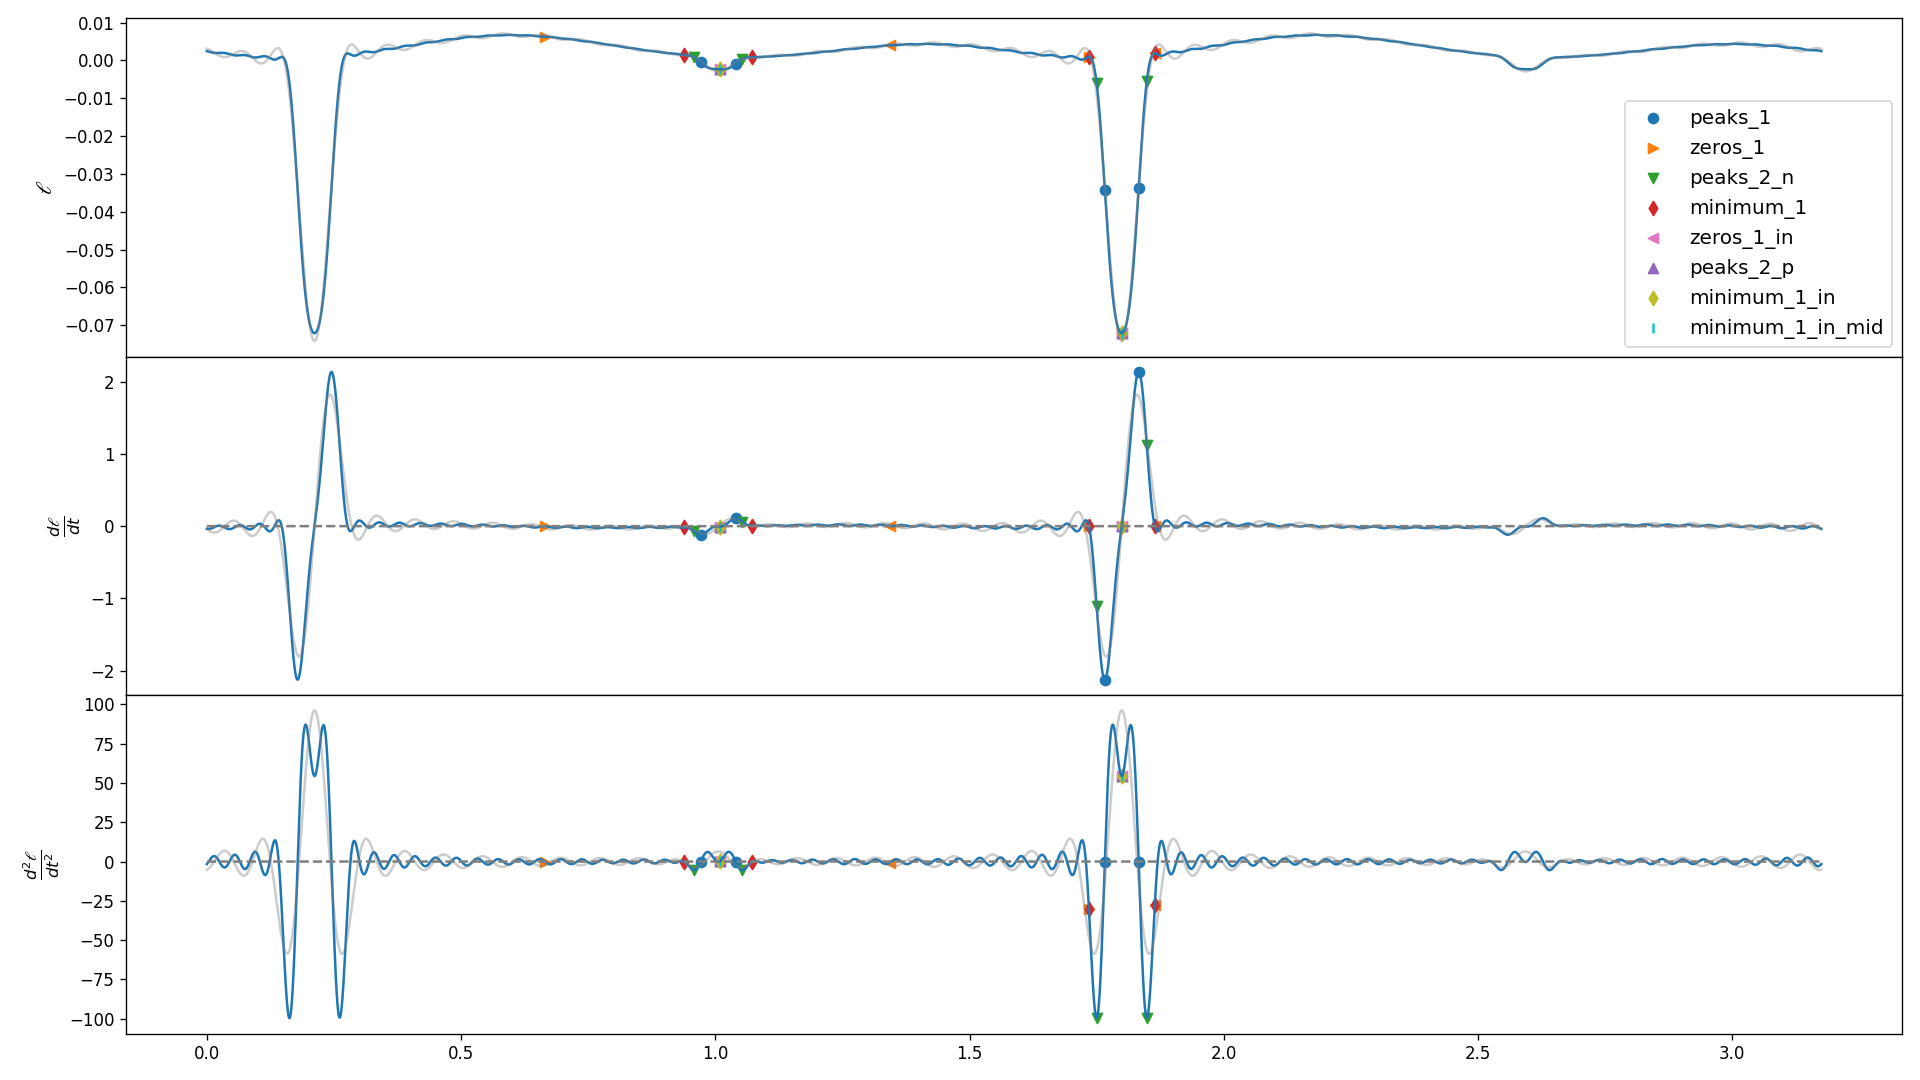 0.01
0.00
−0.01
−0.02
−0.03
−0.04
−0.05
−0.06
−0.07
ℓ
peaks_1
zeros_1
peaks_2_n
minimum_1
zeros_1_in
peaks_2_p
minimum_1_in
minimum_1_in_mid
2
1
0
−1
−2
dℓ
dt
100
75
50
25
0
−25
−50
−75
−100
d²ℓ
dt²
0.0 0.5 1.0 1.5 2.0 2.5 3.0